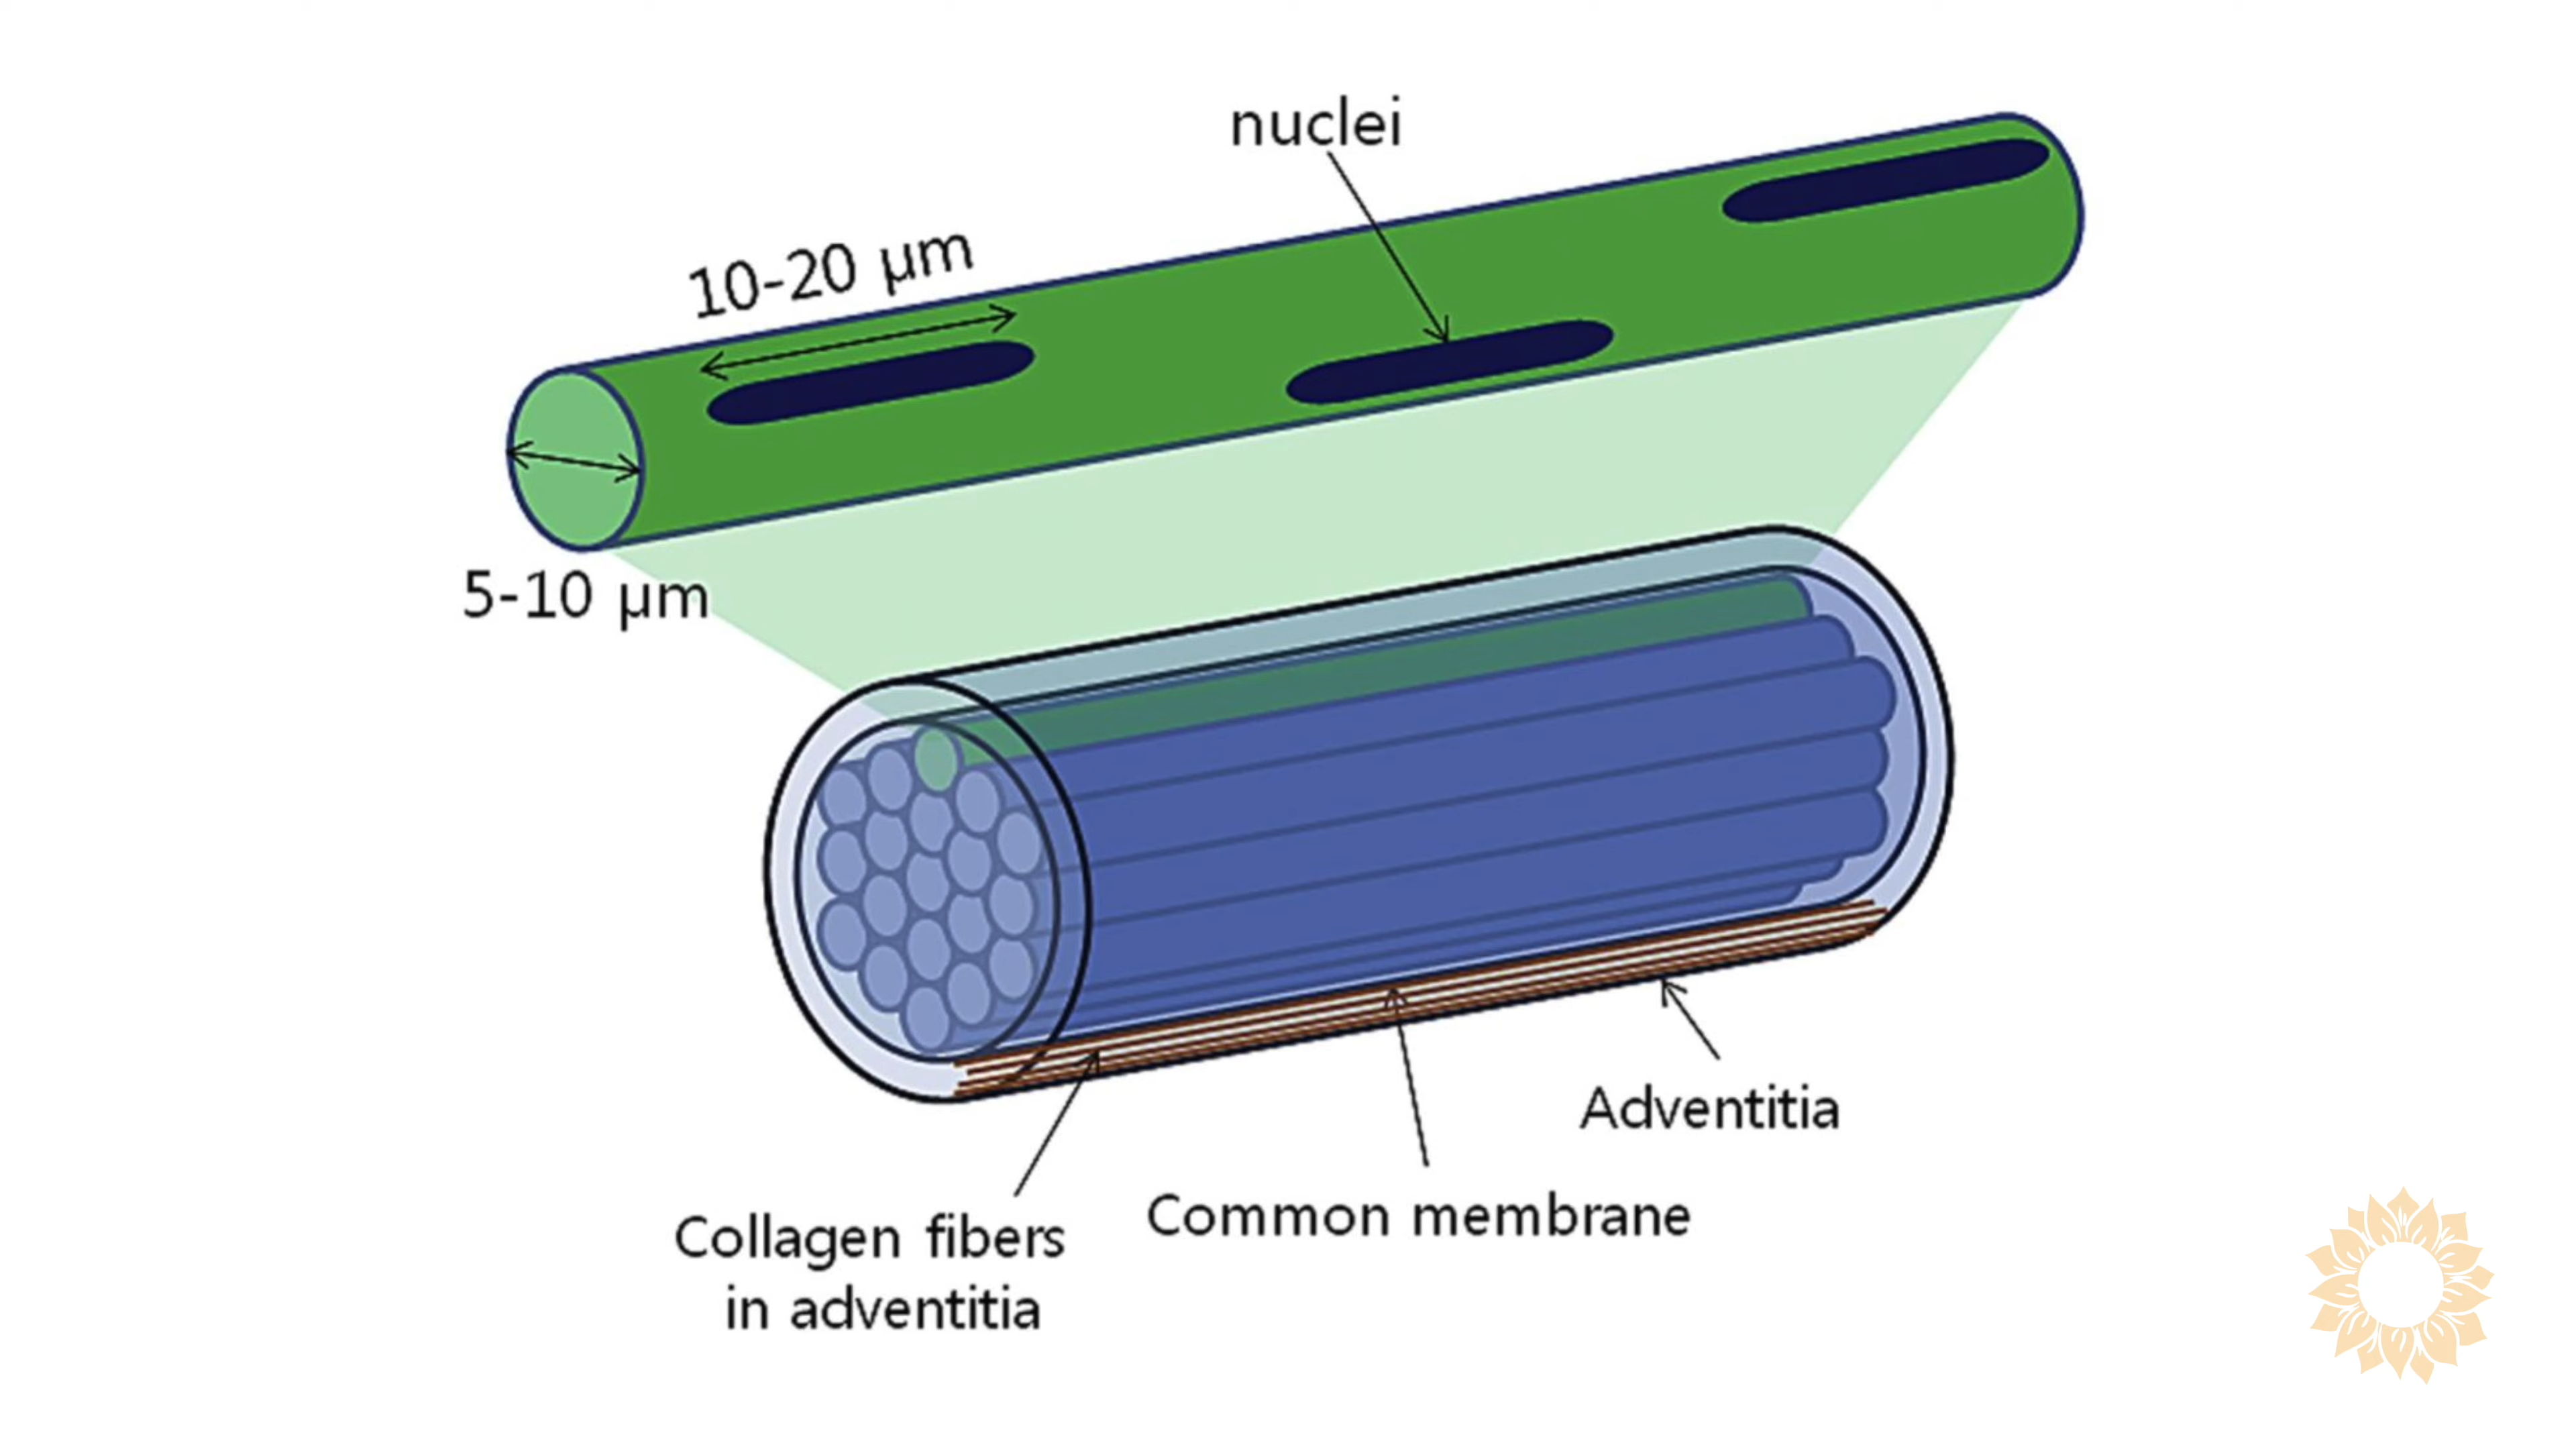 nuclei
10-20 μm
5-10 μm
Adventitia
Common membrane
Collagen fibers
in adventitia